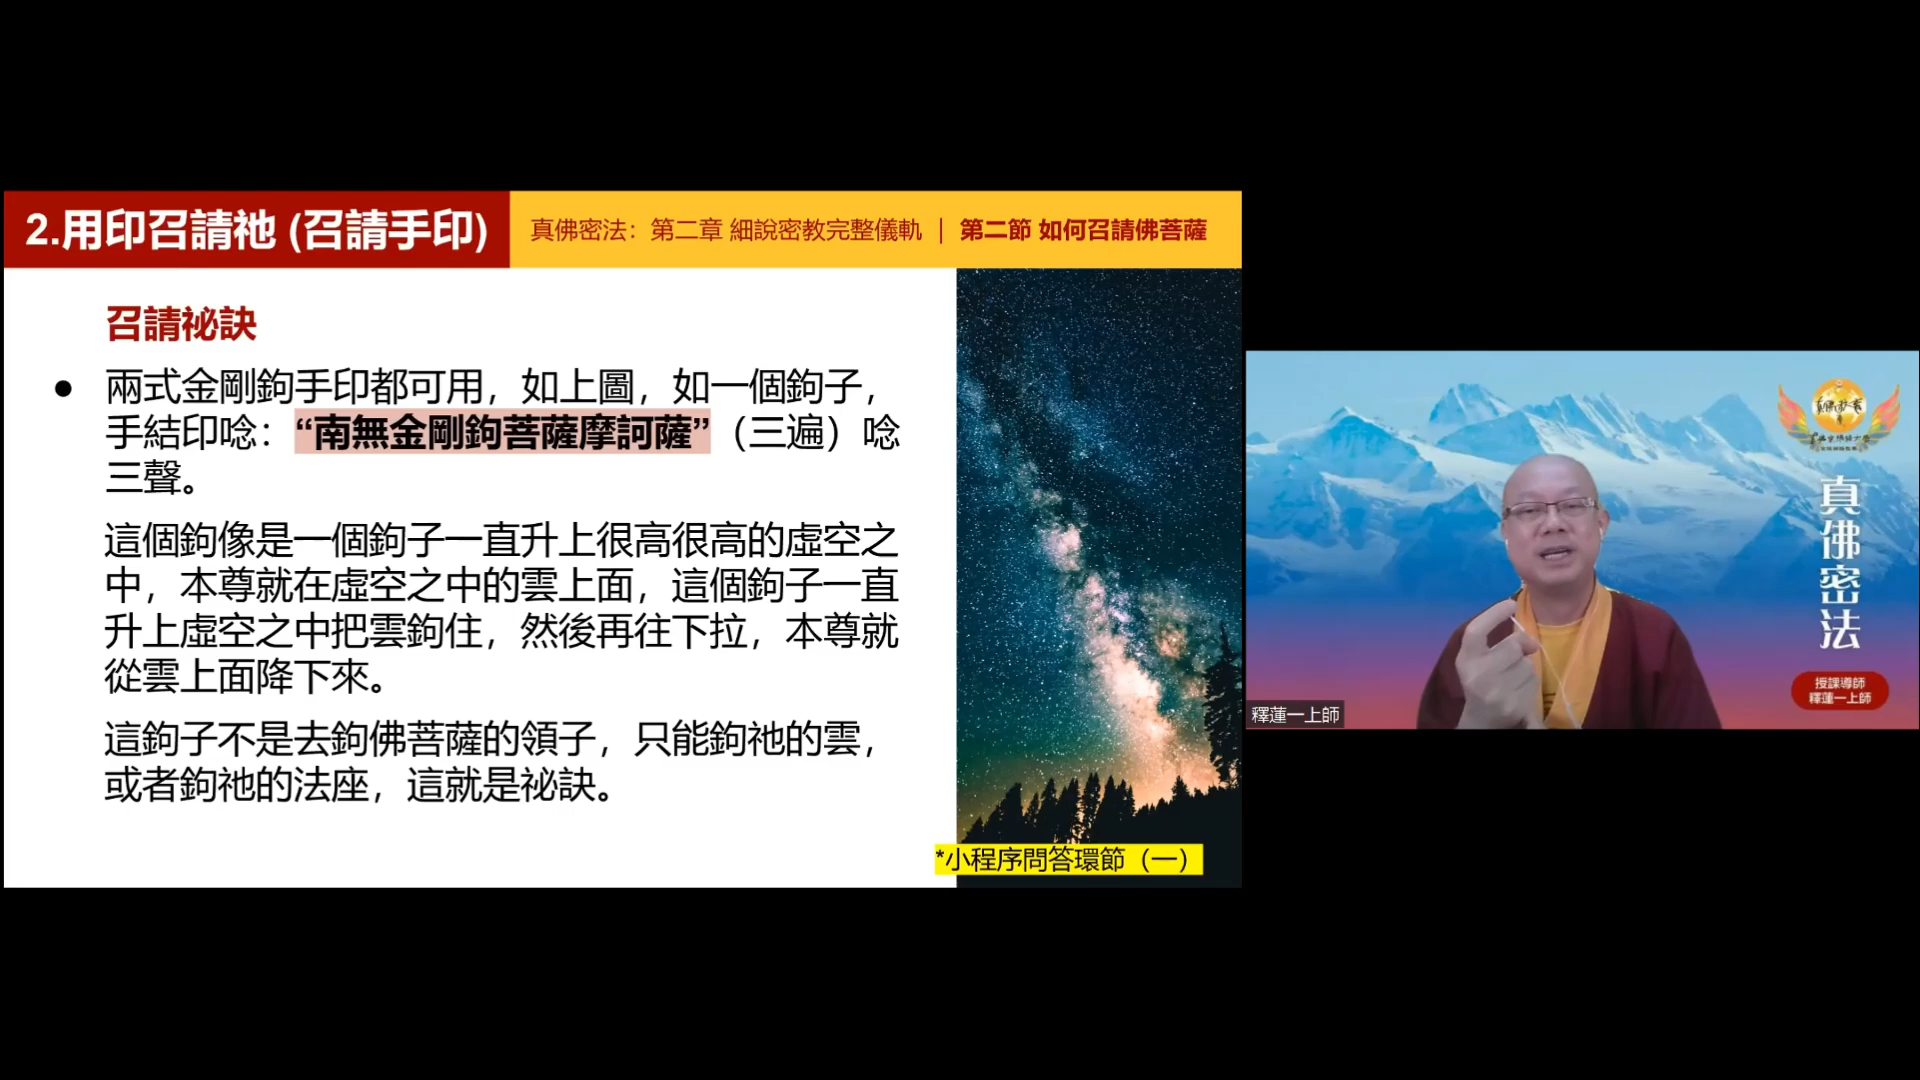 2.用印召請祂 (召請手印)
真佛密法：第二章 細說密教完整儀軌｜第二節 如何召請佛菩薩
召請祕訣
● 兩式金剛鉤手印都可用，如上圖，如一個鉤子，
手結印唸：“南無金剛鉤菩薩摩訶薩”（三遍）唸
三聲。
這個鉤像是一個鉤子一直升上很高很高的虛空之
中，本尊就在虛空之中的雲上面，這個鉤子一直
升上虛空之中把雲鉤住，然後再往下拉，本尊就
從雲上面降下來。
這鉤子不是去鉤佛菩薩的領子，只能鉤祂的雲，
或者鉤祂的法座，這就是祕訣。
*小程序問答環節（一）
真佛密法
授課導師
釋蓮一上師
釋蓮一上師